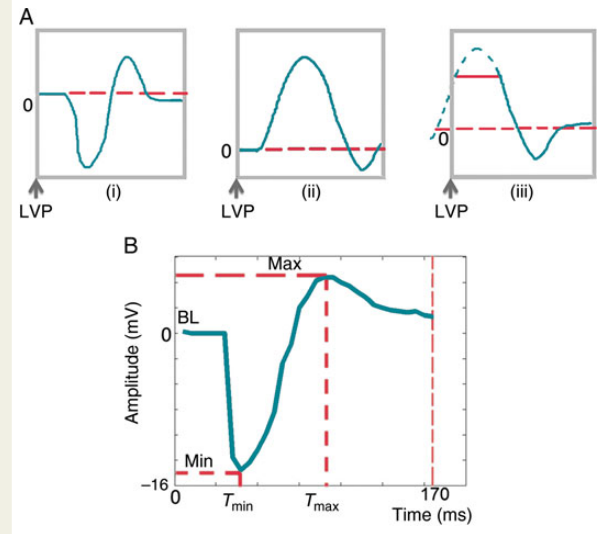 A
0
0
0
LVP
(i)
LVP
(ii)
LVP
(iii)
B
Max
BL
0
Amplitude (mV)
Min
−16
0
Tmin
Tmax
170
Time (ms)